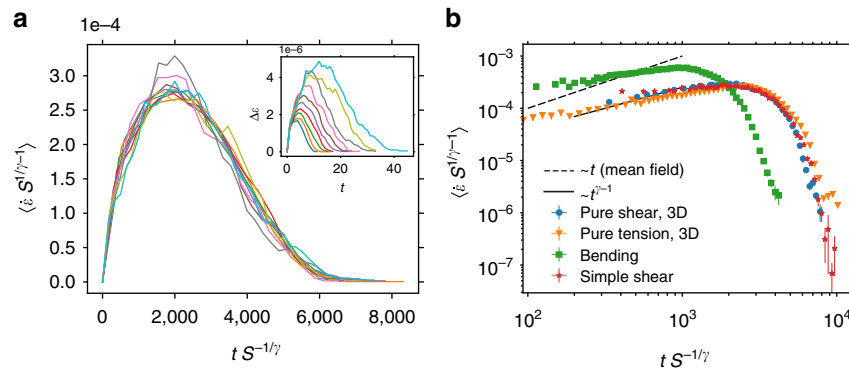 a
1e−4
3.0
2.5
2.0
1.5
1.0
0.5
0.0
⟨ε̇ S^{1/γ−1}⟩
0
2,000
4,000
6,000
8,000
t S^{−1/γ}
1e−6
4
2
0
Δε
0
20
40
t
b
10^{−3}
10^{−4}
10^{−5}
10^{−6}
10^{−7}
⟨ε̇ S^{1/γ−1}⟩
~t (mean field)
~t^{γ−1}
Pure shear, 3D
Pure tension, 3D
Bending
Simple shear
10^2
10^3
10^4
t S^{−1/γ}